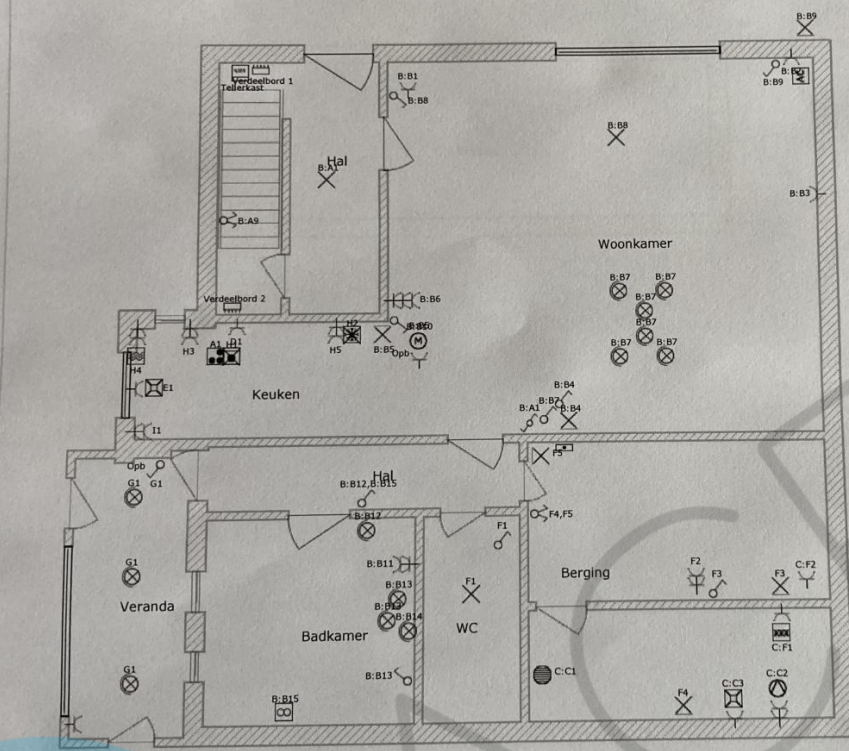 B:B9
Verdeelbord 1
Tellerkast
B:B1
B:B8
B:B9
B:B8
Hal
B:A1
B:B3
B:A9
Woonkamer
B:B7
B:B7
B:B7
B:B7
B:B7
B:B7
Verdeelbord 2
B:B6
H3
H5
H2
B:B5
Opb
M
H4
A1
E1
Keuken
I1
B:B4
B:B7
B:B4
B:A1
F5
Opb
G1
G1
Hal
B:B12,B:B15
B:B12
F4,F5
F1
B:B11
G1
Veranda
B:B13
B:B14
Badkamer
F1
WC
Berging
F2
F3
F3
C:F2
C:F1
B:B13
C:C1
C:C3
C:C2
F4
G1
B:B15